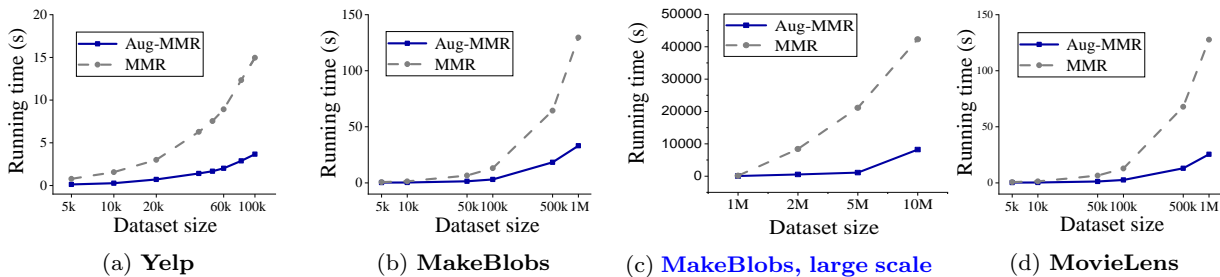 Running time (s)
20
15
10
5
0
Aug-MMR
MMR
5k 10k 20k 60k 100k
Dataset size
(a) Yelp
Running time (s)
150
100
50
0
Aug-MMR
MMR
5k 10k 50k 100k 500k 1M
Dataset size
(b) MakeBlobs
Running time (s)
50000
40000
30000
20000
10000
0
Aug-MMR
MMR
1M 2M 5M 10M
Dataset size
(c) MakeBlobs, large scale
Running time (s)
150
100
50
0
Aug-MMR
MMR
5k 10k 50k 100k 500k 1M
Dataset size
(d) MovieLens